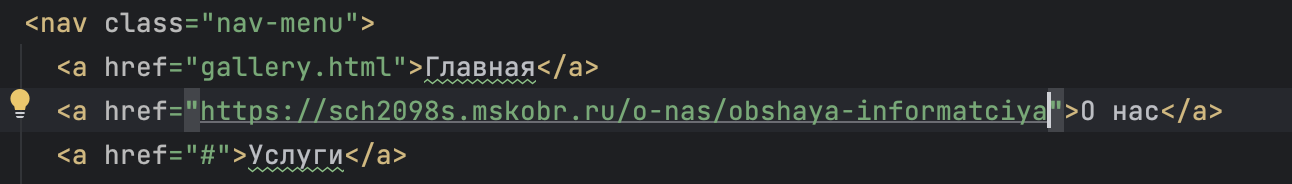 <nav class="nav-menu">
<a href="gallery.html">Главная</a>
<a href="https://sch2098s.mskobr.ru/o-nas/obshaya-informatciya">О нас</a>
<a href="#">Услуги</a>